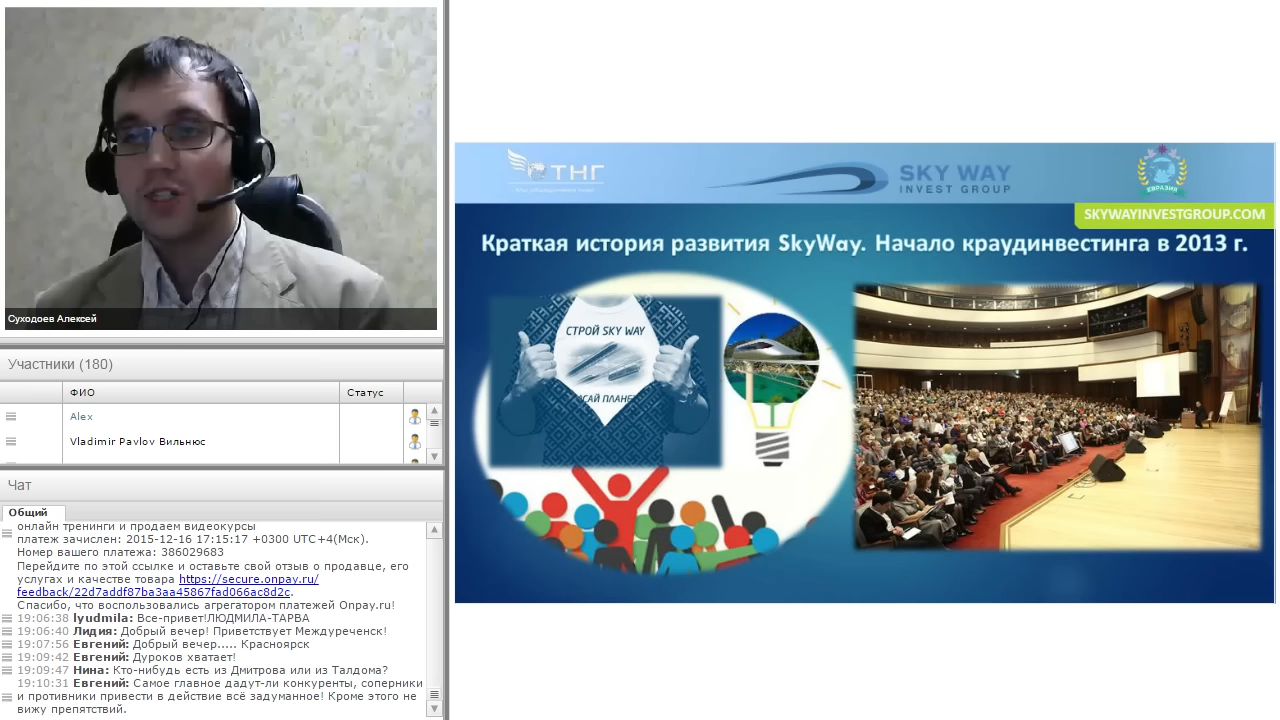 Суходоев Алексей
Участники (180)
ФИО
Статус
Alex
Vladimir Pavlov Вильнюс
Чат
Общий
онлайн тренинги и продаем видеокурсы
платеж зачислен: 2015-12-16 17:15:17 +0300 UTC+4(Мск).
Номер вашего платежа: 386029683
Перейдите по этой ссылке и оставьте свой отзыв о продавце, его
услугах и качестве товара https://secure.onpay.ru/
feedback/22d7addf87ba3aa45867fad066ac8d2c.
Спасибо, что воспользовались агрегатором платежей Onpay.ru!
19:06:38 lyudmila: Все-привет!ЛЮДМИЛА-ТАРВА
19:06:40 Лидия: Добрый вечер! Приветствует Междуреченск!
19:07:56 Евгений: Добрый вечер..... Красноярск
19:09:42 Евгений: Дуроков хватает!
19:09:47 Нина: Кто-нибудь есть из Дмитрова или из Талдома?
19:10:31 Евгений: Самое главное дадут-ли конкуренты, соперники
и противники привести в действие всё задуманное! Кроме этого не
вижу препятствий.
ТНГ
SKY WAY
INVEST GROUP
ЕВРАЗИЯ
SKYWAYINVESTGROUP.COM
Краткая история развития SkyWay. Начало краудинвестинга в 2013 г.
СТРОЙ SKY WAY